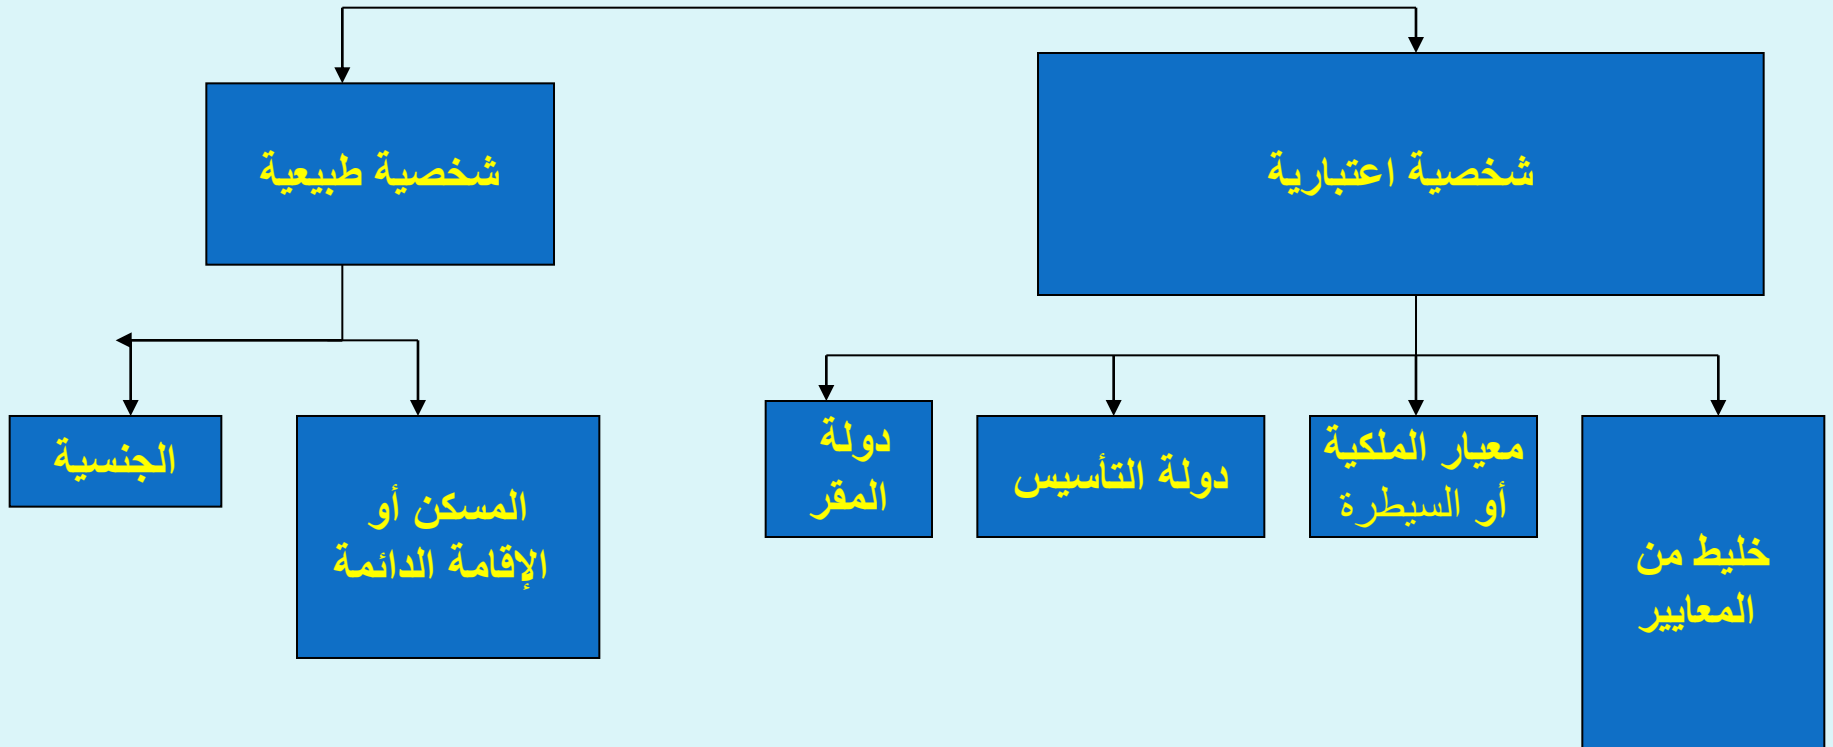 شخصية اعتبارية
شخصية طبيعية
خليط من
المعايير
معيار الملكية
أو السيطرة
دولة التأسيس
دولة
المقر
المسكن أو
الإقامة الدائمة
الجنسية